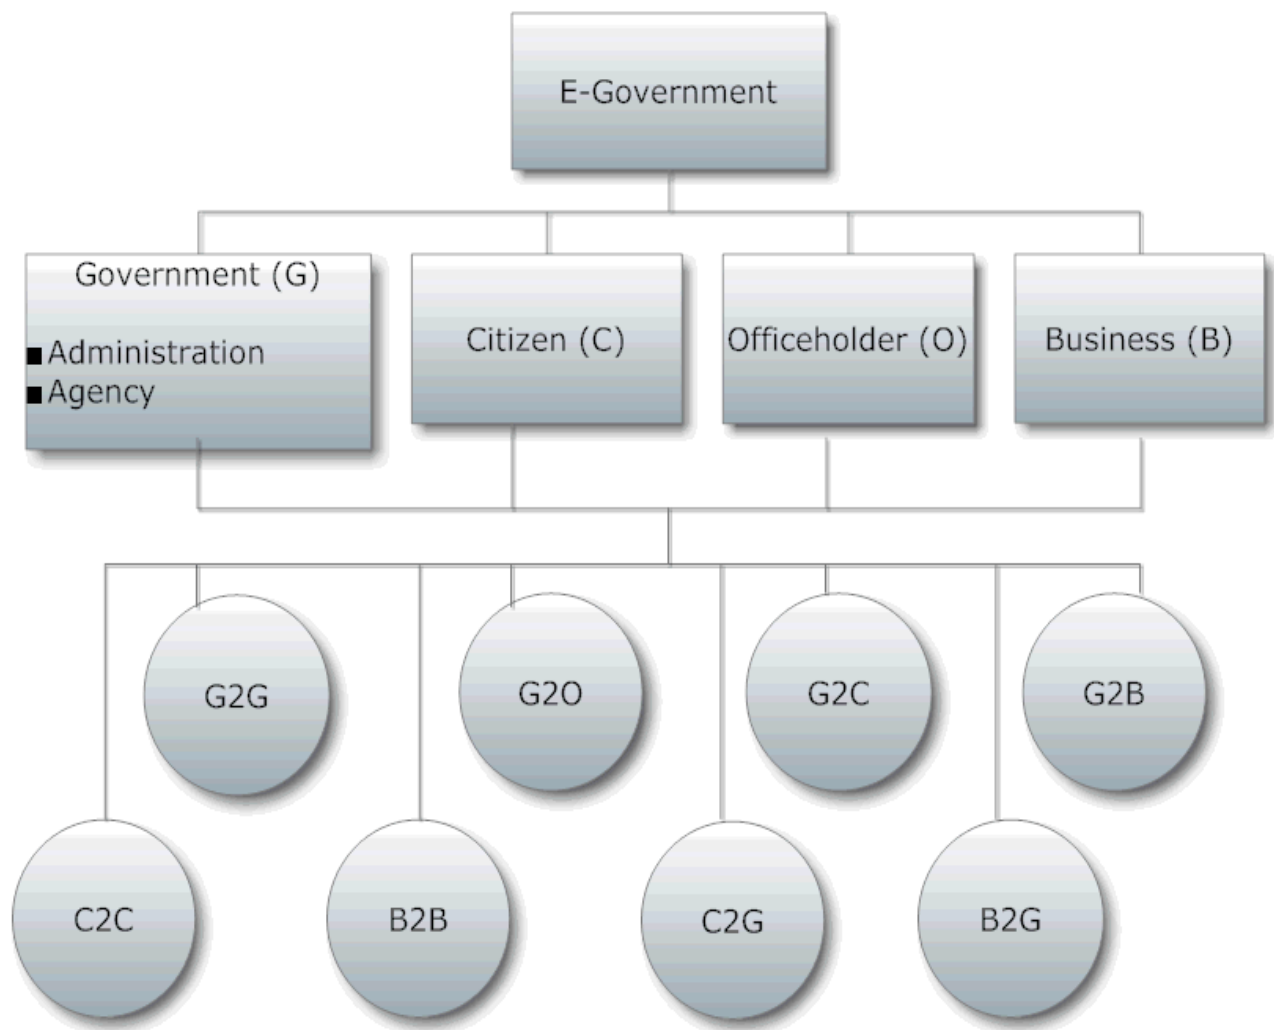 E-Government
Government (G)
■ Administration
■ Agency
Citizen (C)
Officeholder (O)
Business (B)
G2G
G2O
G2C
G2B
C2C
B2B
C2G
B2G